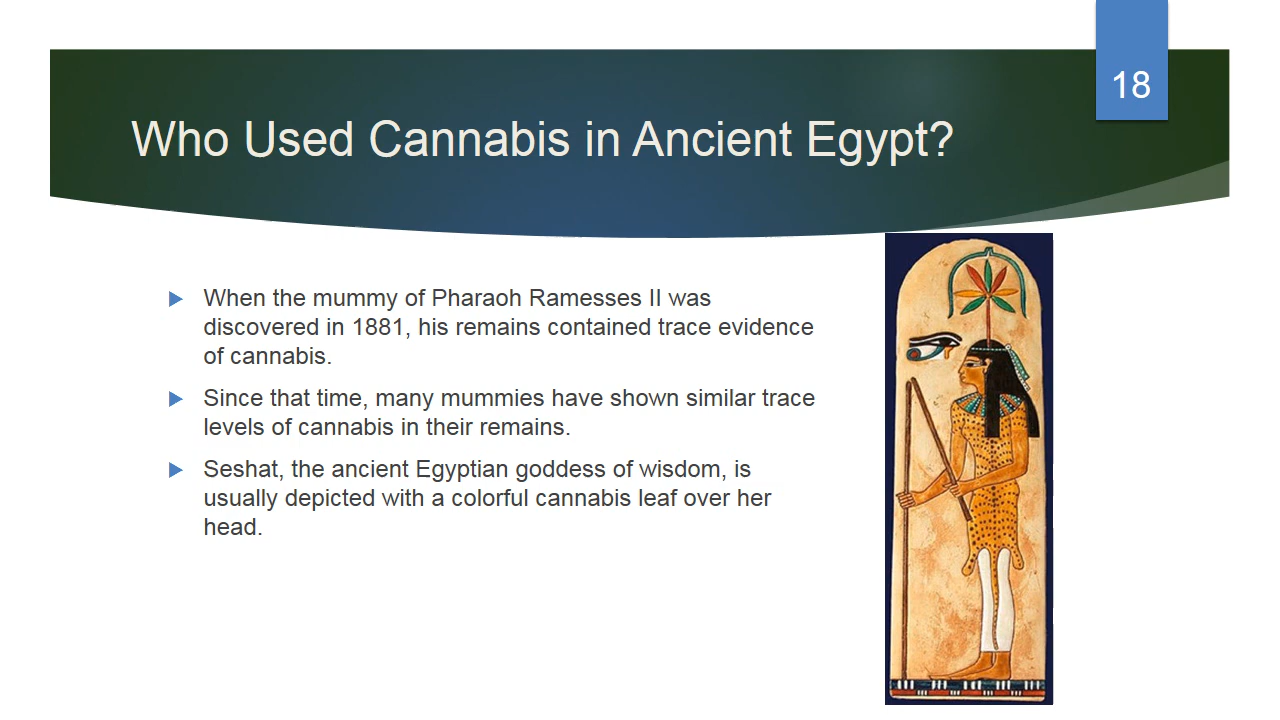 18
Who Used Cannabis in Ancient Egypt?
When the mummy of Pharaoh Ramesses II was
discovered in 1881, his remains contained trace evidence
of cannabis.
Since that time, many mummies have shown similar trace
levels of cannabis in their remains.
Seshat, the ancient Egyptian goddess of wisdom, is
usually depicted with a colorful cannabis leaf over her
head.